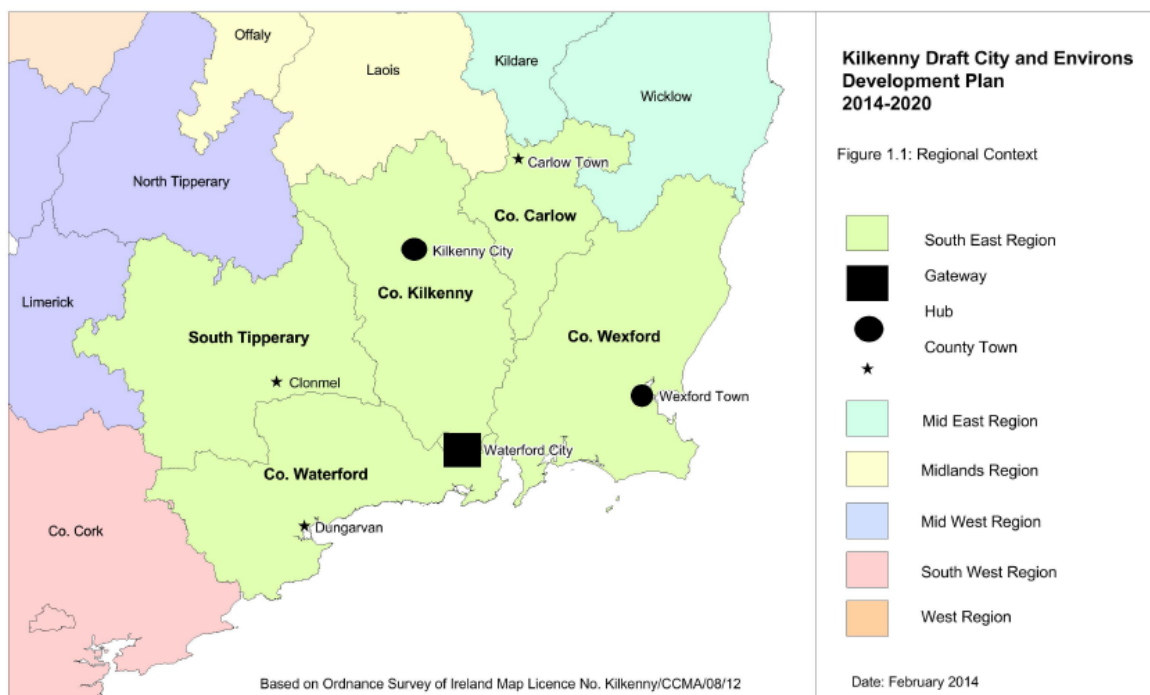 Offaly
Kildare
Laois
Wicklow
Carlow Town
North Tipperary
Co. Carlow
Kilkenny City
Co. Kilkenny
Limerick
South Tipperary
Co. Wexford
Clonmel
Wexford Town
Waterford City
Co. Waterford
Dungarvan
Co. Cork
Based on Ordnance Survey of Ireland Map Licence No. Kilkenny/CCMA/08/12
Kilkenny Draft City and Environs
Development Plan
2014-2020
Figure 1.1: Regional Context
South East Region
Gateway
Hub
County Town
Mid East Region
Midlands Region
Mid West Region
South West Region
West Region
Date: February 2014